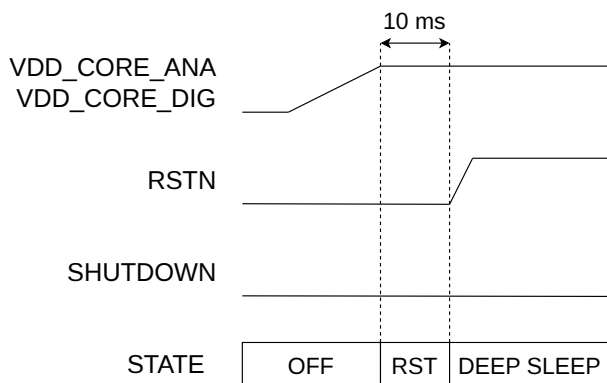 10 ms
VDD_CORE_ANA
VDD_CORE_DIG
RSTN
SHUTDOWN
STATE OFF RST DEEP SLEEP